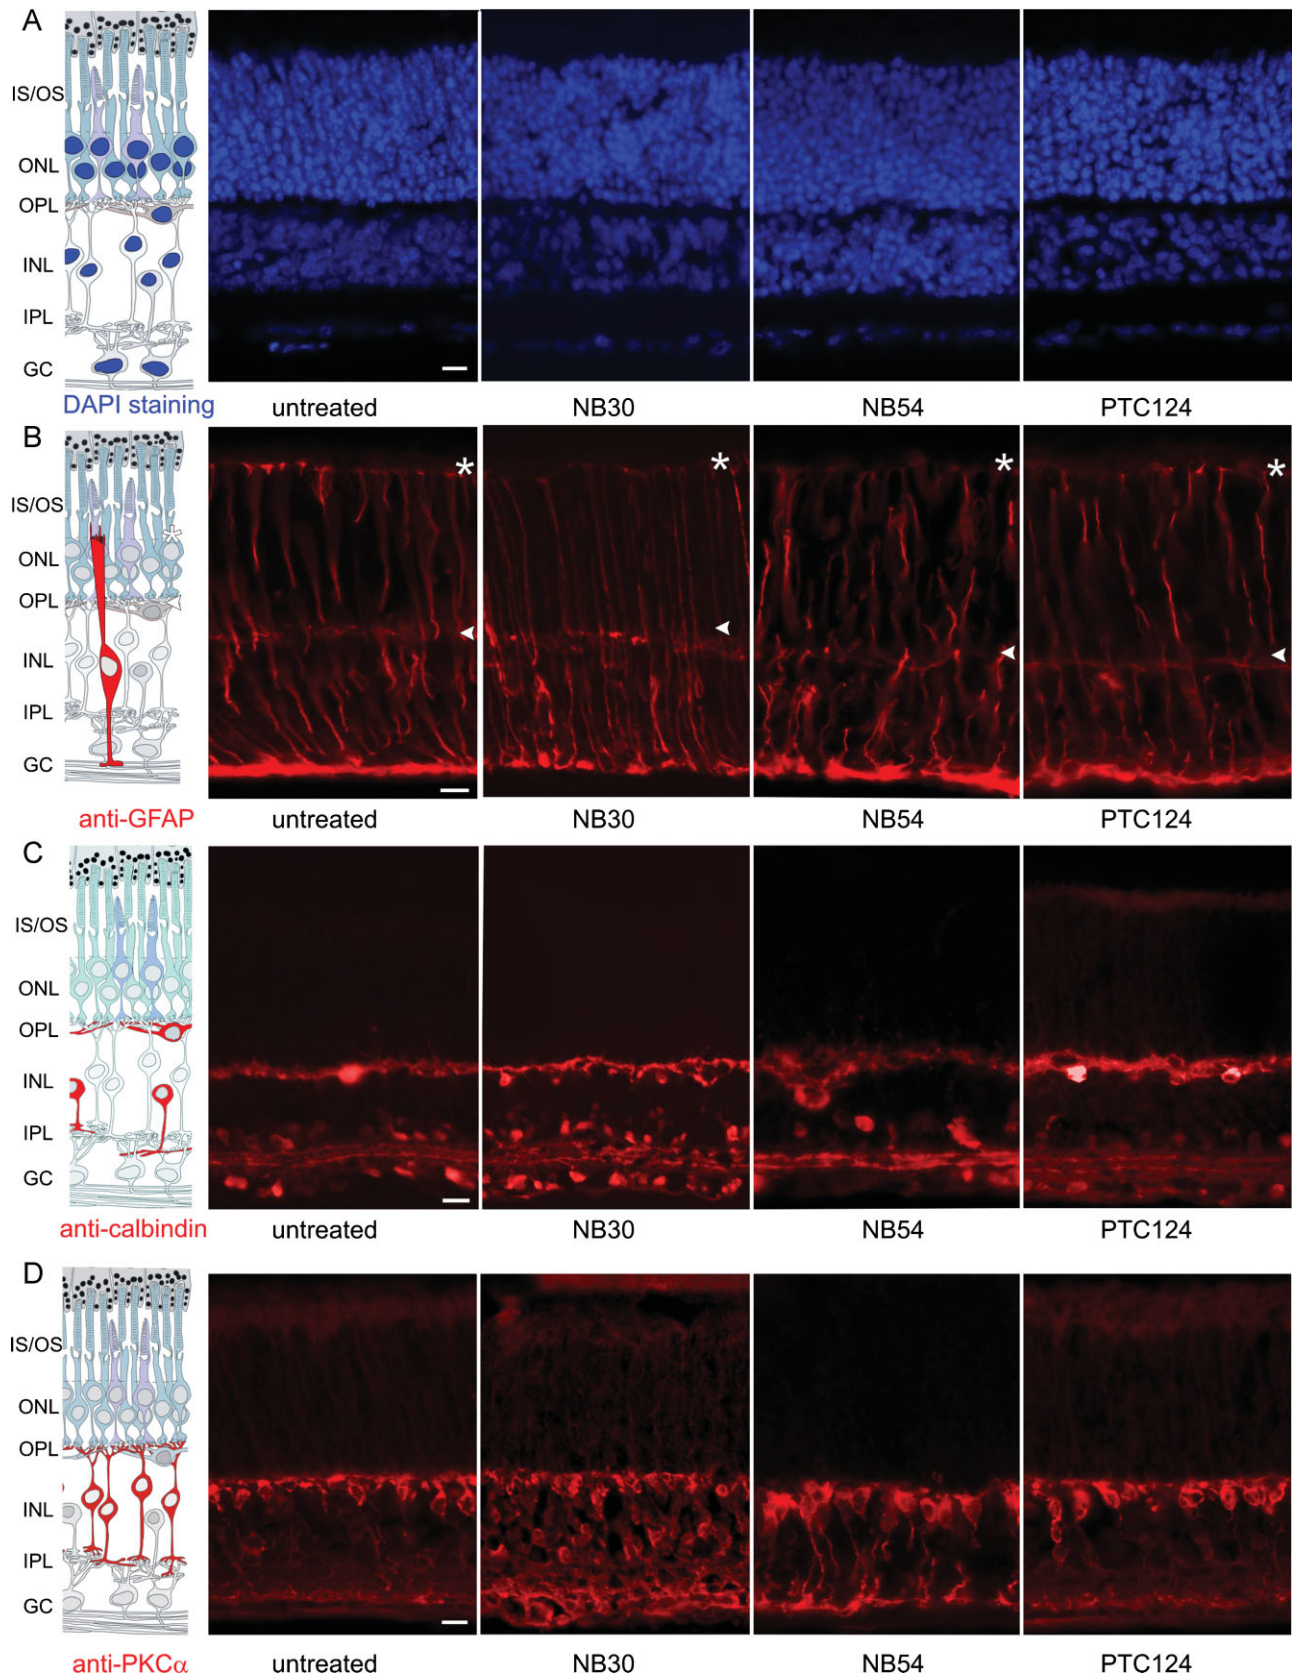 A
IS/OS
ONL
OPL
INL
IPL
GC
DAPI staining
untreated
NB30
NB54
PTC124
B
IS/OS
ONL
OPL
INL
IPL
GC
anti-GFAP
untreated
NB30
NB54
PTC124
C
IS/OS
ONL
OPL
INL
IPL
GC
anti-calbindin
untreated
NB30
NB54
PTC124
D
IS/OS
ONL
OPL
INL
IPL
GC
anti-PKCα
untreated
NB30
NB54
PTC124